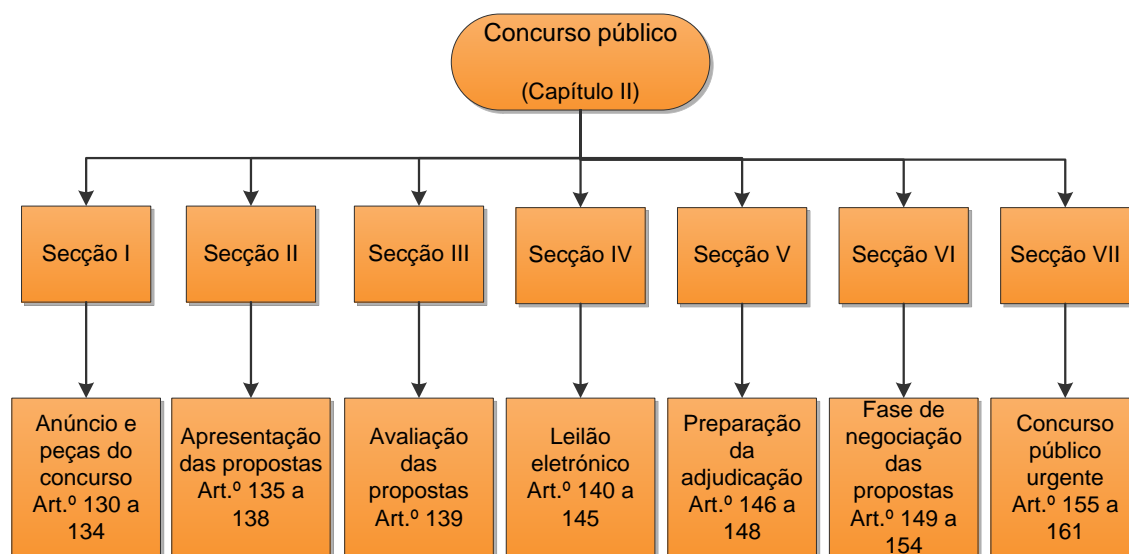 Concurso público
(Capítulo II)
Secção I
Secção II
Secção III
Secção IV
Secção V
Secção VI
Secção VII
Anúncio e
peças do
concurso
Art.º 130 a
134
Apresentação
das propostas
Art.º 135 a
138
Avaliação
das
propostas
Art.º 139
Leilão
eletrónico
Art.º 140 a
145
Preparação
da
adjudicação
Art.º 146 a
148
Fase de
negociação
das
propostas
Art.º 149 a
154
Concurso
público
urgente
Art.º 155 a
161